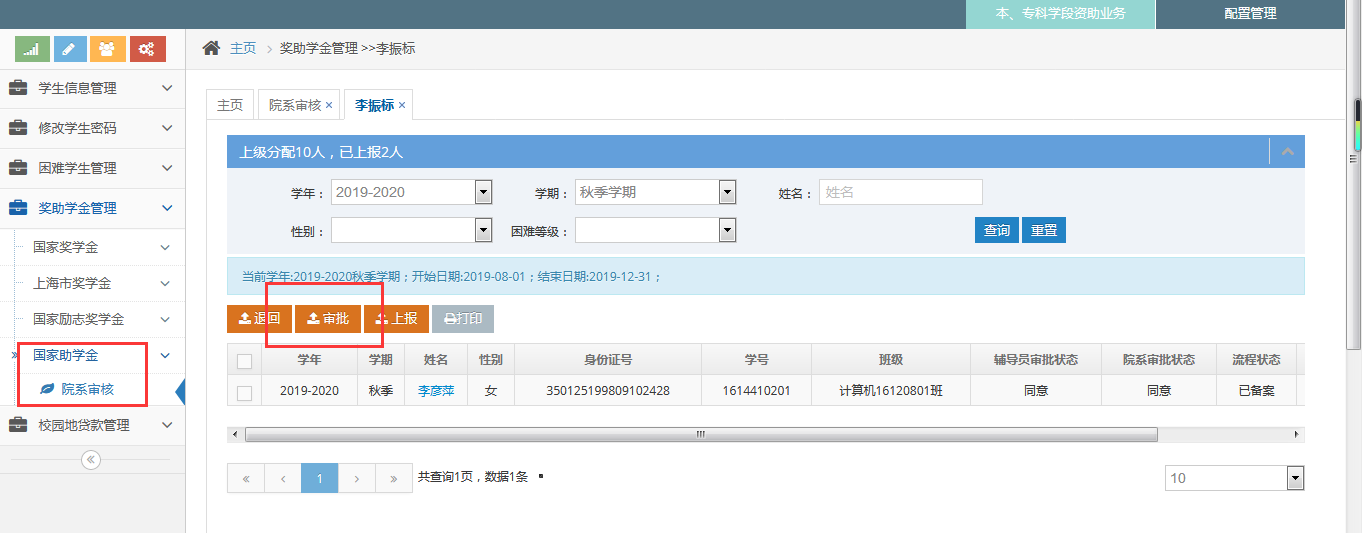 本、专科学段资助业务 配置管理
主页 奖助学金管理 >>李振标
学生信息管理
修改学生密码
困难学生管理
奖助学金管理
国家奖学金
上海市奖学金
国家励志奖学金
国家助学金
院系审核
校园地贷款管理
主页 院系审核 × 李振标 ×
上级分配10人，已上报2人
学年： 2019-2020 学期： 秋季学期 姓名： 姓名
性别： 困难等级： 查询 重置
当前学年:2019-2020秋季学期；开始日期:2019-08-01；结束日期:2019-12-31；
退回 审批 上报 打印
学年 学期 姓名 性别 身份证号 学号 班级 辅导员审批状态 院系审批状态 流程状态
2019-2020 秋季 李彦萍 女 350125199809102428 1614410201 计算机16120801班 同意 同意 已备案
« ‹ 1 › » 共查询1页，数据1条 10